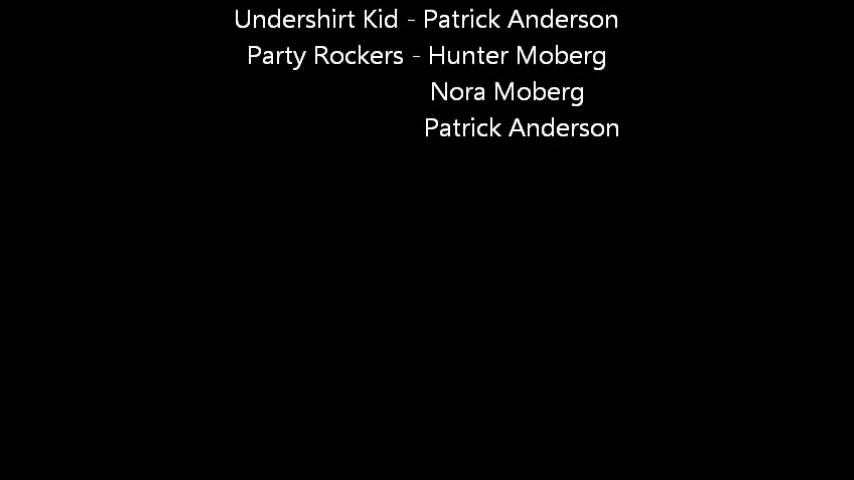 Undershirt Kid - Patrick Anderson
Party Rockers - Hunter Moberg
Nora Moberg
Patrick Anderson